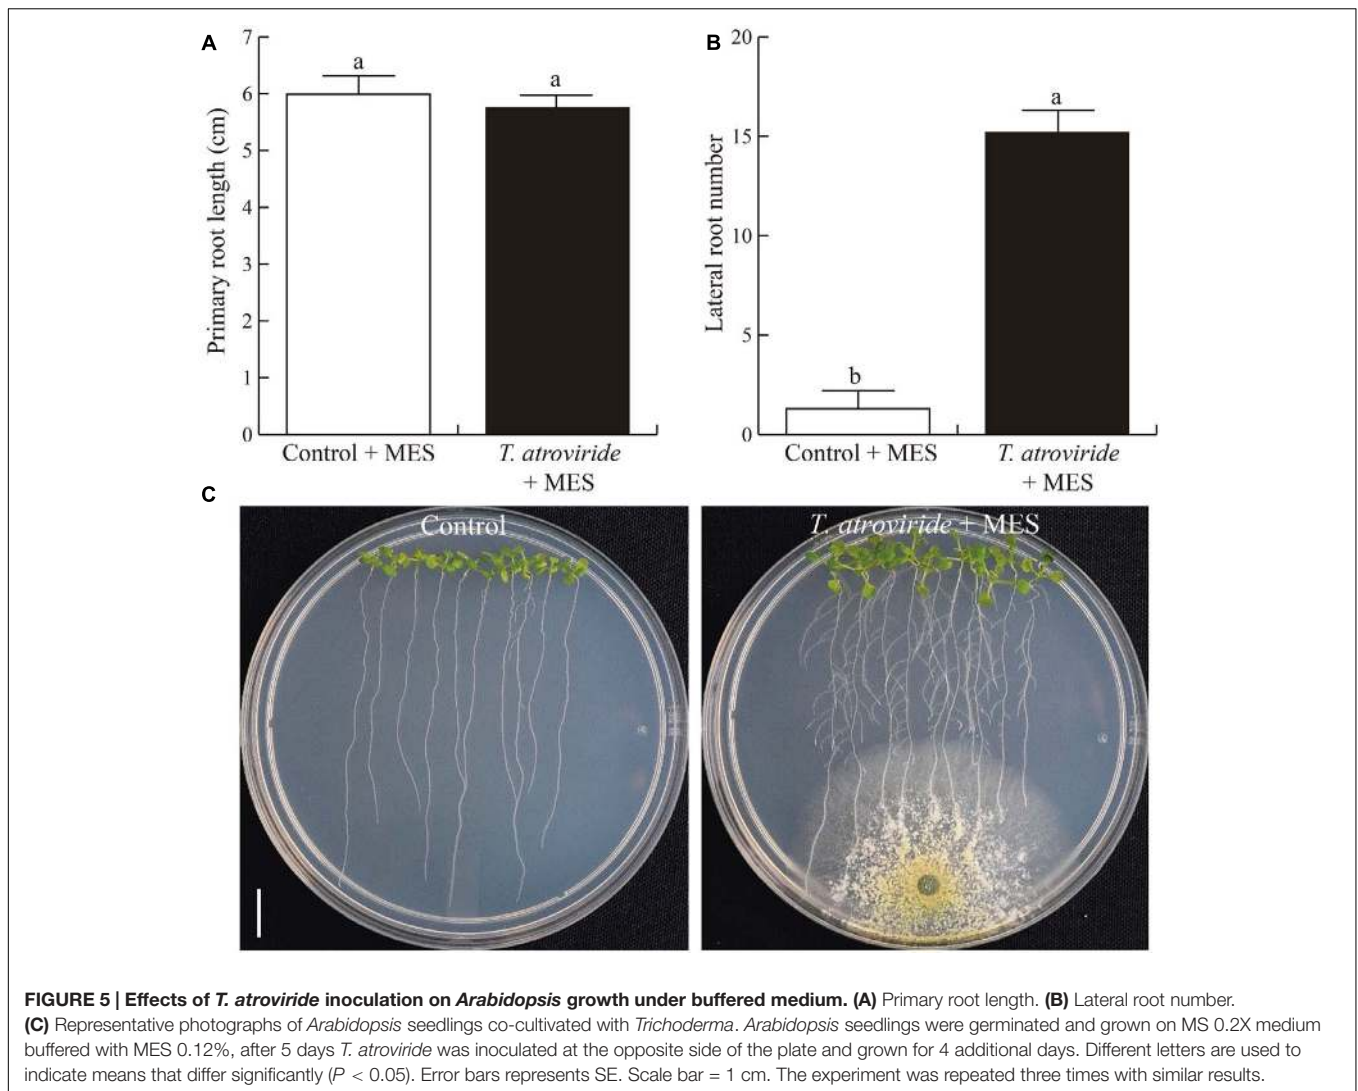 A
7
6
5
4
3
2
1
0
Primary root length (cm)
a
a
Control + MES
T. atroviride
+ MES
B
20
15
10
5
0
Lateral root number
b
a
Control + MES
T. atroviride
+ MES
C
Control
T. atroviride + MES
FIGURE 5 | Effects of T. atroviride inoculation on Arabidopsis growth under buffered medium. (A) Primary root length. (B) Lateral root number.
(C) Representative photographs of Arabidopsis seedlings co-cultivated with Trichoderma. Arabidopsis seedlings were germinated and grown on MS 0.2X medium
buffered with MES 0.12%, after 5 days T. atroviride was inoculated at the opposite side of the plate and grown for 4 additional days. Different letters are used to
indicate means that differ significantly (P < 0.05). Error bars represents SE. Scale bar = 1 cm. The experiment was repeated three times with similar results.